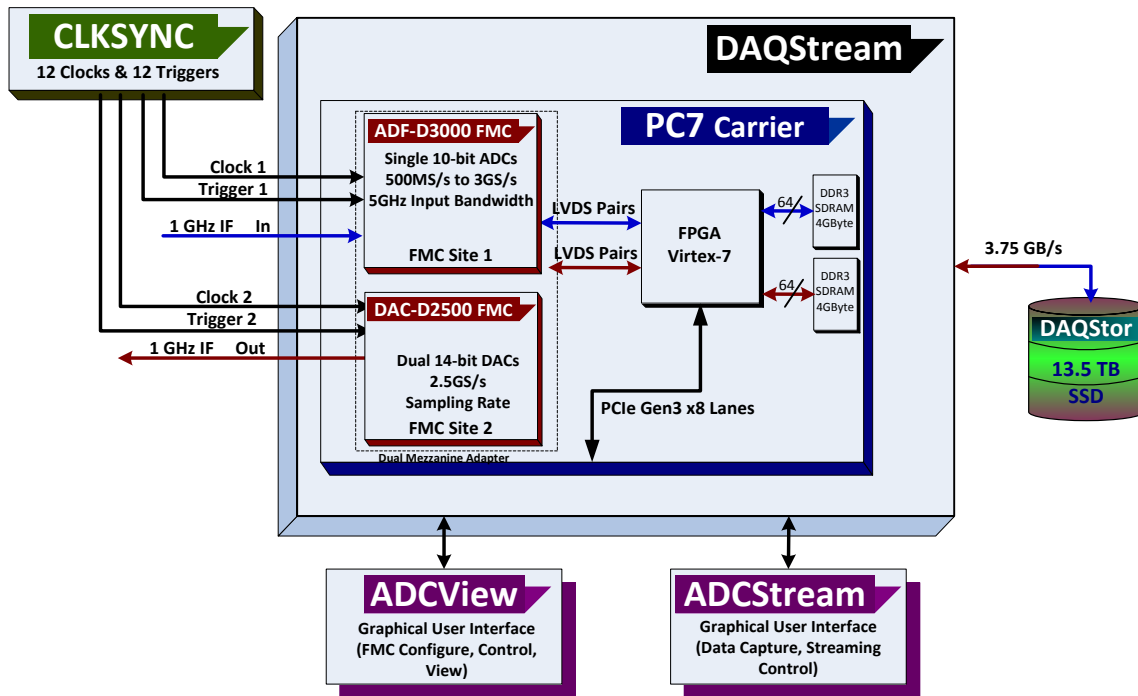 CLKSYNC
12 Clocks & 12 Triggers
DAQStream
PC7 Carrier
ADF-D3000 FMC
Single 10-bit ADCs
500MS/s to 3GS/s
5GHz Input Bandwidth
FMC Site 1
Clock 1
Trigger 1
1 GHz IF In
LVDS Pairs
LVDS Pairs
FPGA
Virtex-7
64
DDR3
SDRAM
4GByte
64
DDR3
SDRAM
4GByte
3.75 GB/s
DAQStor
13.5 TB
SSD
Clock 2
Trigger 2
1 GHz IF Out
DAC-D2500 FMC
Dual 14-bit DACs
2.5GS/s
Sampling Rate
FMC Site 2
Dual Mezzanine Adapter
PCIe Gen3 x8 Lanes
ADCView
Graphical User Interface
(FMC Configure, Control,
View)
ADCStream
Graphical User Interface
(Data Capture, Streaming
Control)